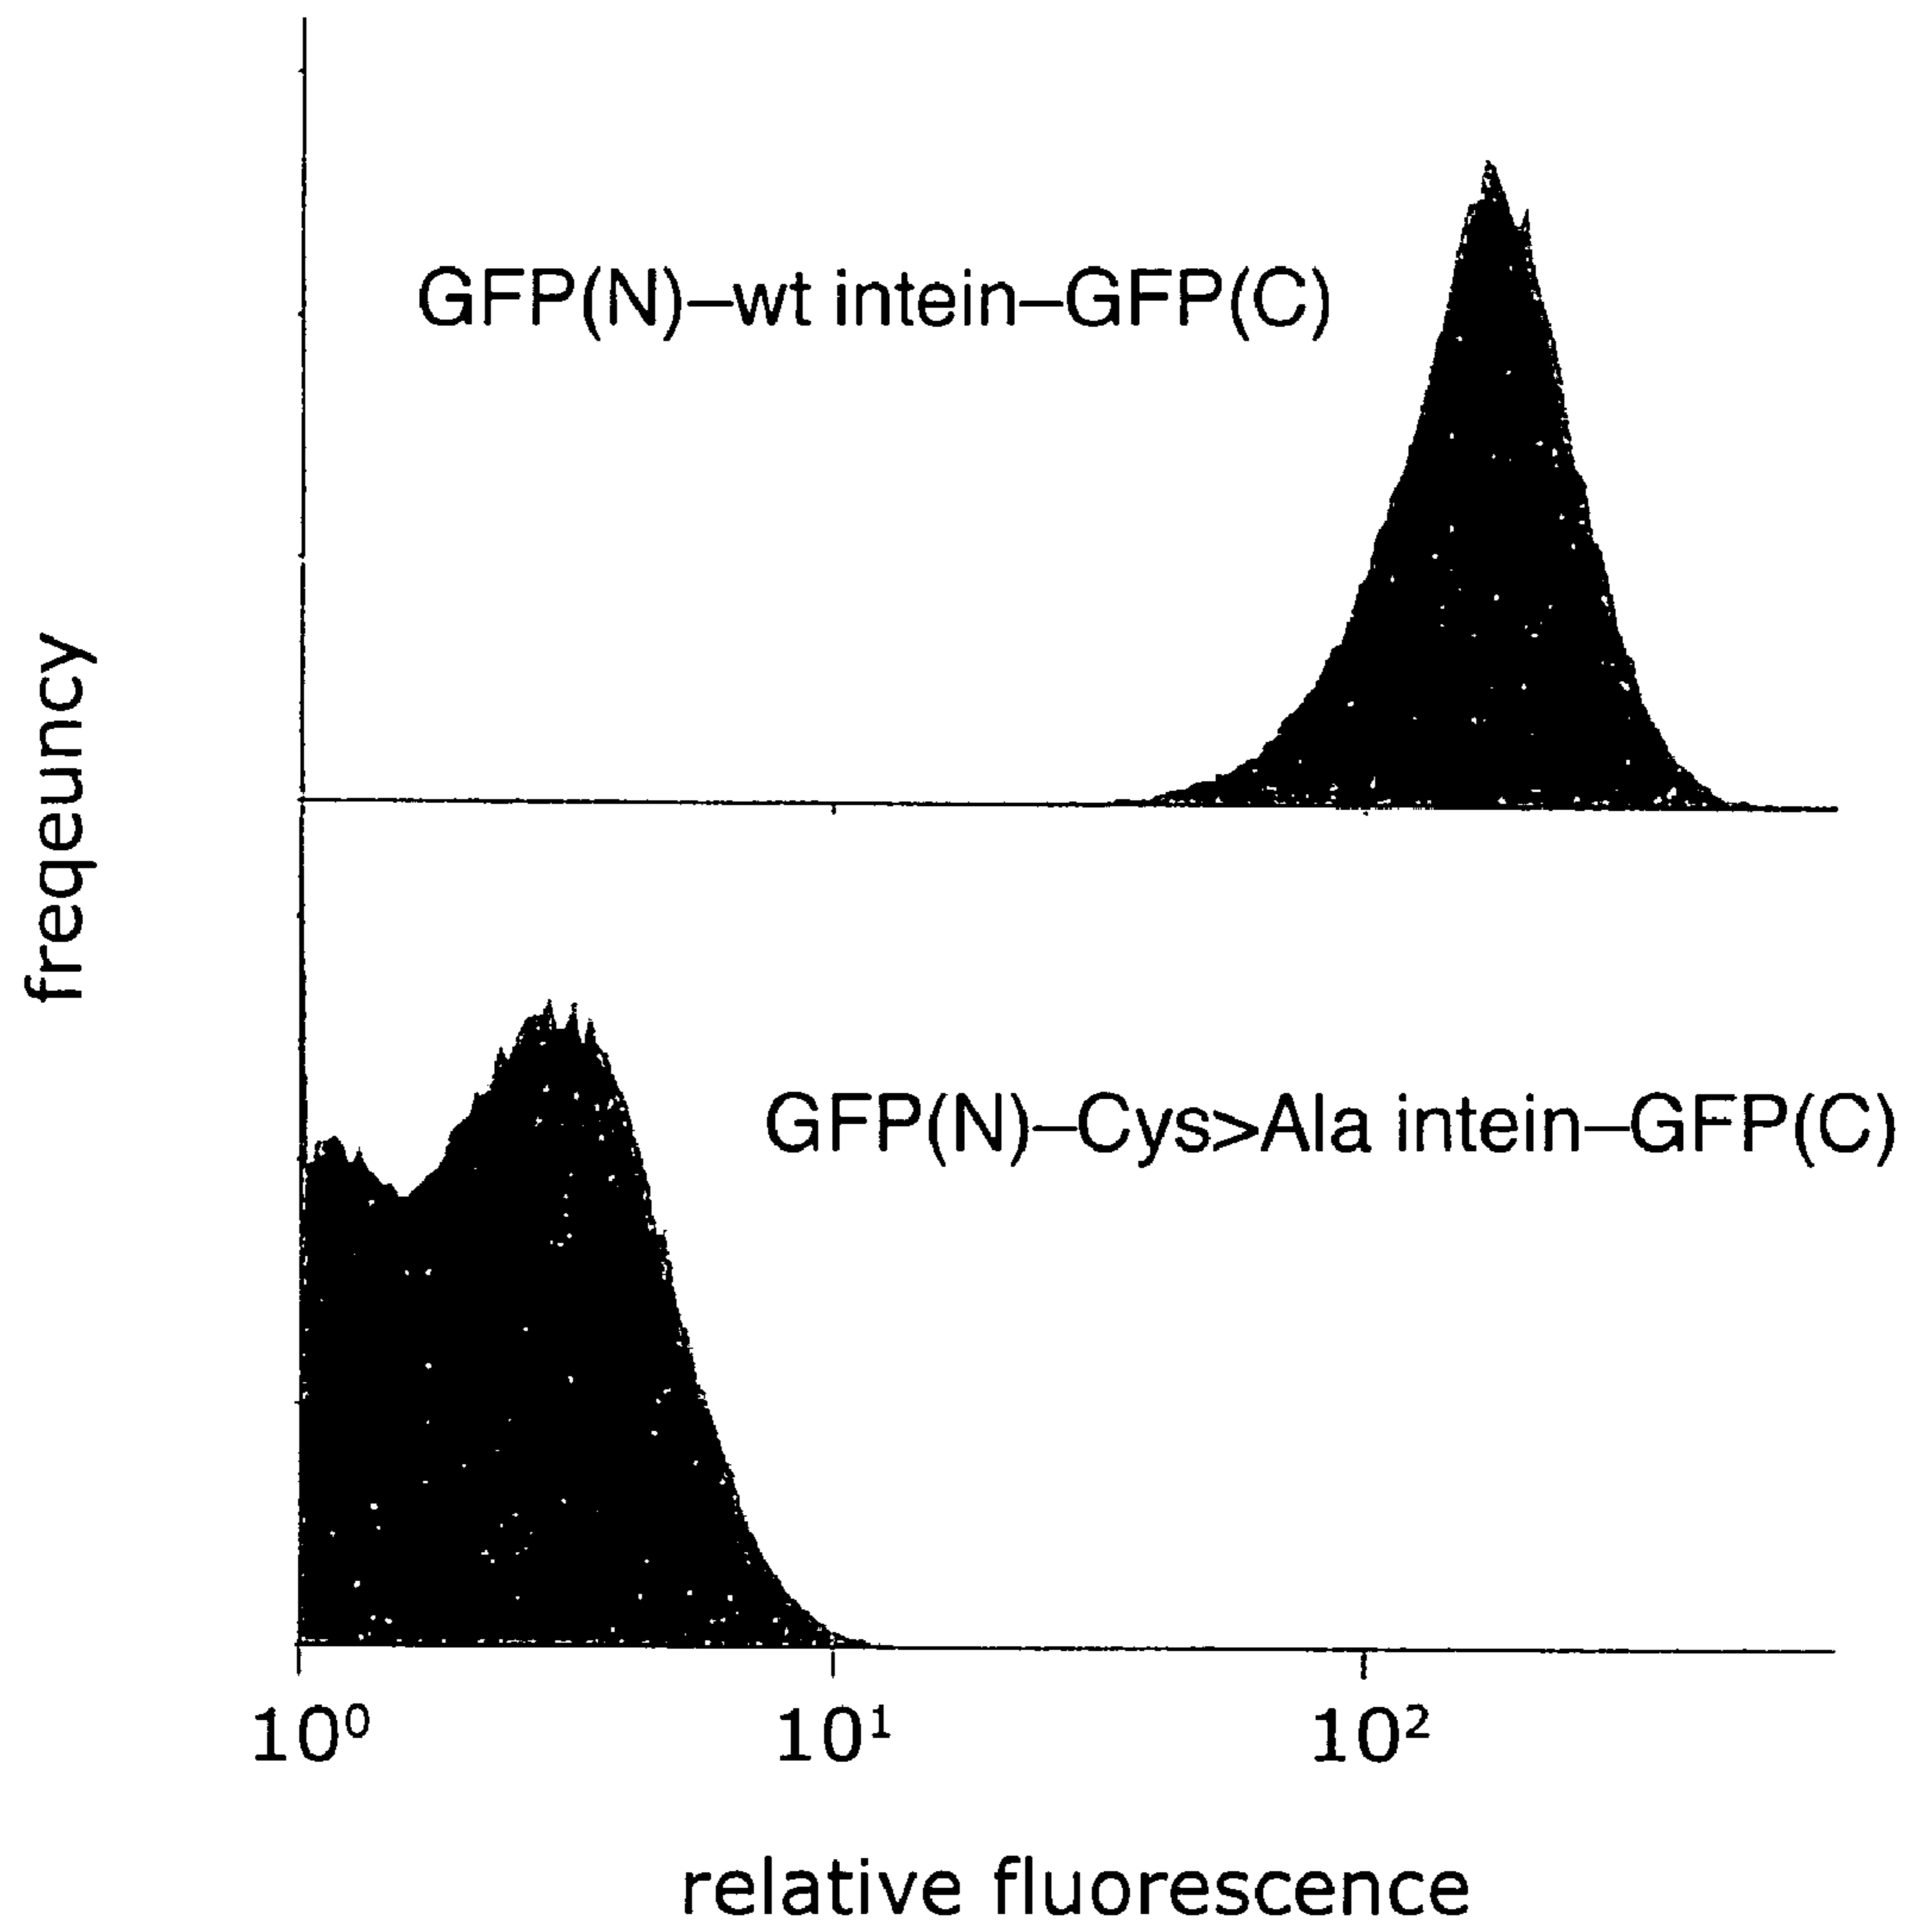 GFP(N)–wt intein–GFP(C)
freqeuncy
GFP(N)–Cys>Ala intein–GFP(C)
10⁰ 10¹ 10²
relative fluorescence